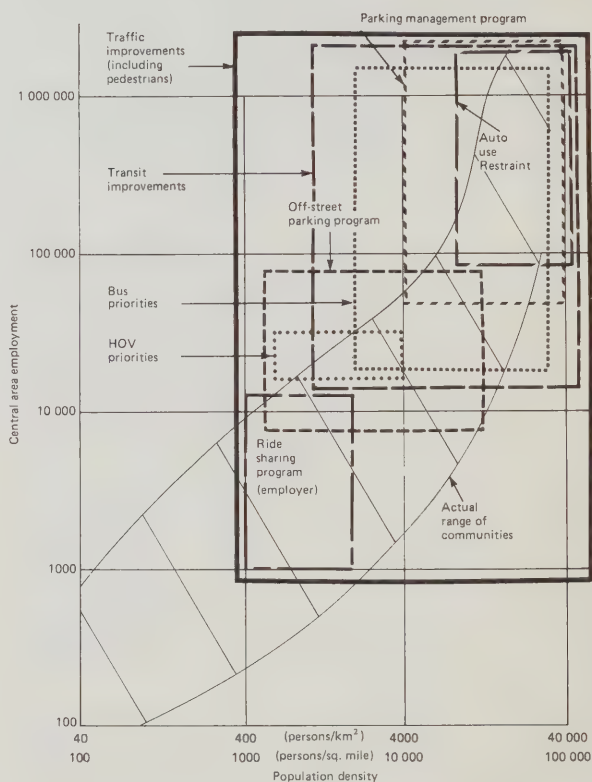 Parking management program
Traffic
improvements
(including
pedestrians)
1 000 000
Auto
use
Restraint
Transit
improvements
Off-street
parking program
100 000
Bus
priorities
HOV
priorities
Central area employment
10 000
Ride
sharing
program
(employer)
Actual
range of
communities
1000
100
40 400 (persons/km²) 4000 40 000
100 1000 (persons/sq. mile) 10 000 100 000
Population density